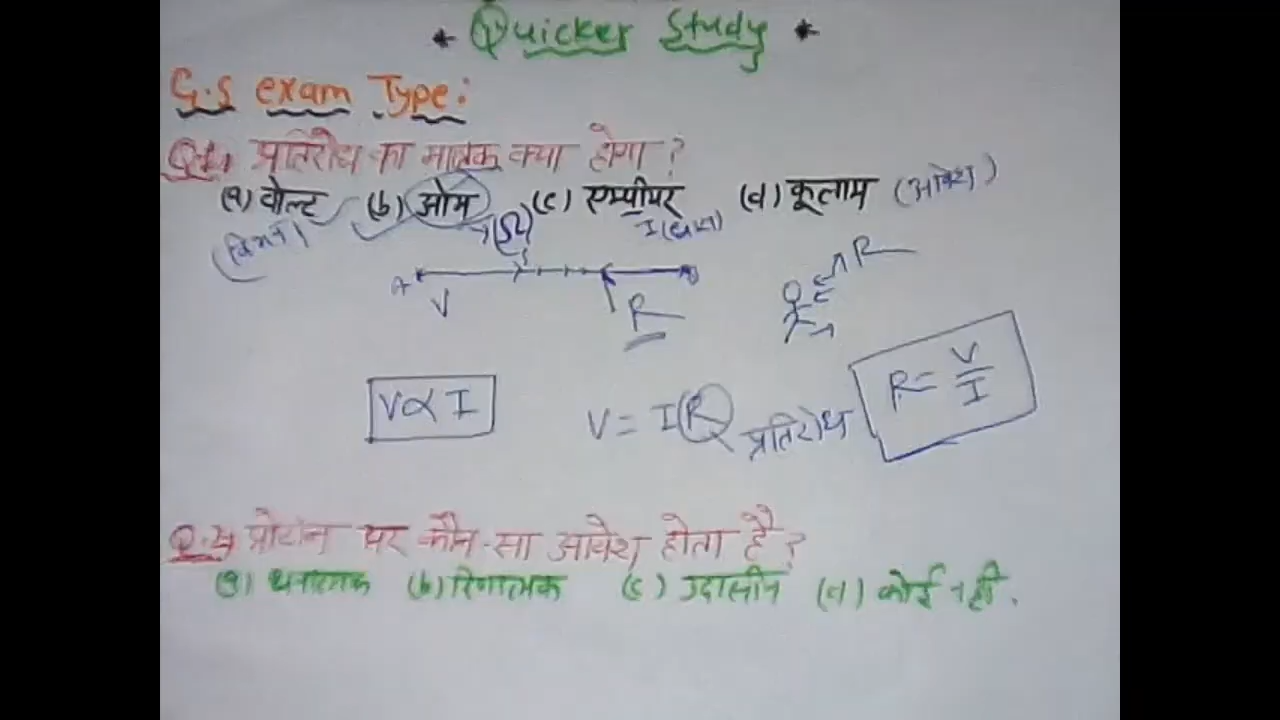 * Quicker Study *
G.S exam Type:
Q.1, प्रतिरोध का मात्रक क्या होगा ?
(a) वोल्ट (b) ओम (c) एम्पीयर (d) कूलाम (आवेश)
(Ω) I (धारा)
A V R R
V ∝ I V = IR प्रतिरोध R = V/I
Q.2, प्रोटोन पर कौन-सा आवेश होता है ?
(a) धनात्मक (b) रिणात्मक (c) उदासीन (d) कोई नही.